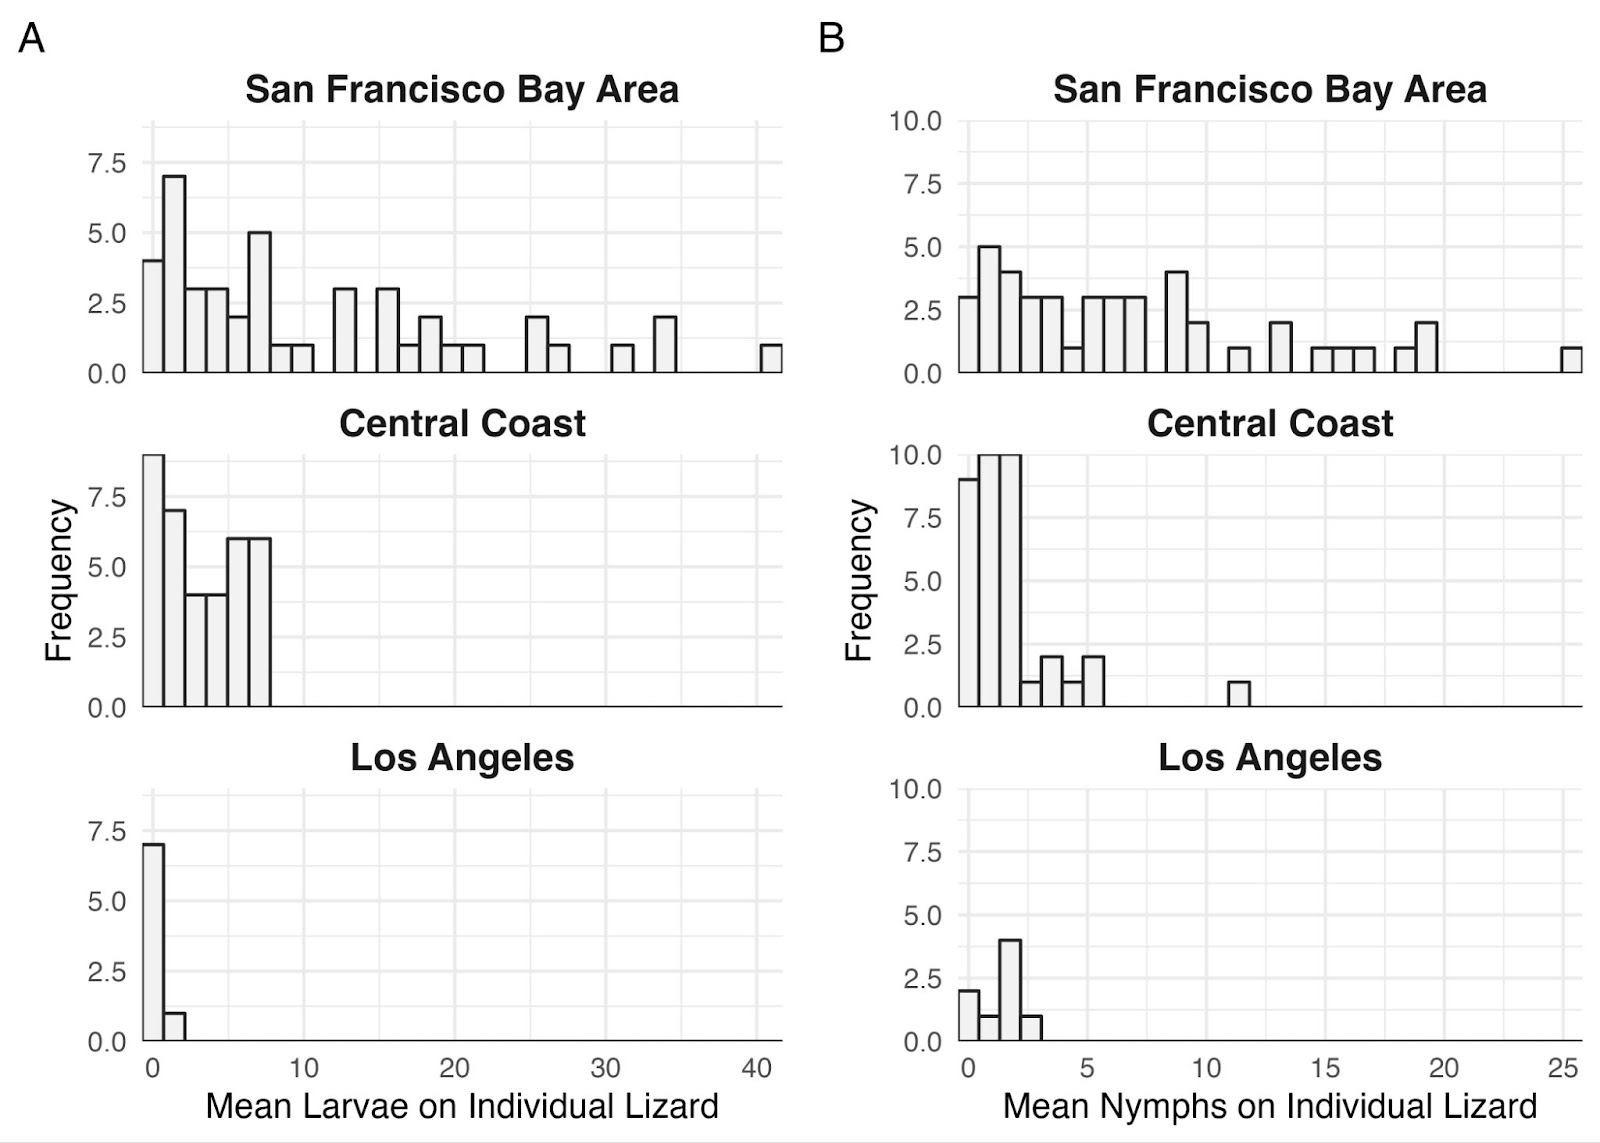 A
San Francisco Bay Area
7.5
5.0
2.5
0.0
Central Coast
7.5
5.0
2.5
0.0
Los Angeles
7.5
5.0
2.5
0.0
0 10 20 30 40
Frequency
Mean Larvae on Individual Lizard
B
San Francisco Bay Area
10.0
7.5
5.0
2.5
0.0
Central Coast
10.0
7.5
5.0
2.5
0.0
Los Angeles
10.0
7.5
5.0
2.5
0.0
0 5 10 15 20 25
Frequency
Mean Nymphs on Individual Lizard